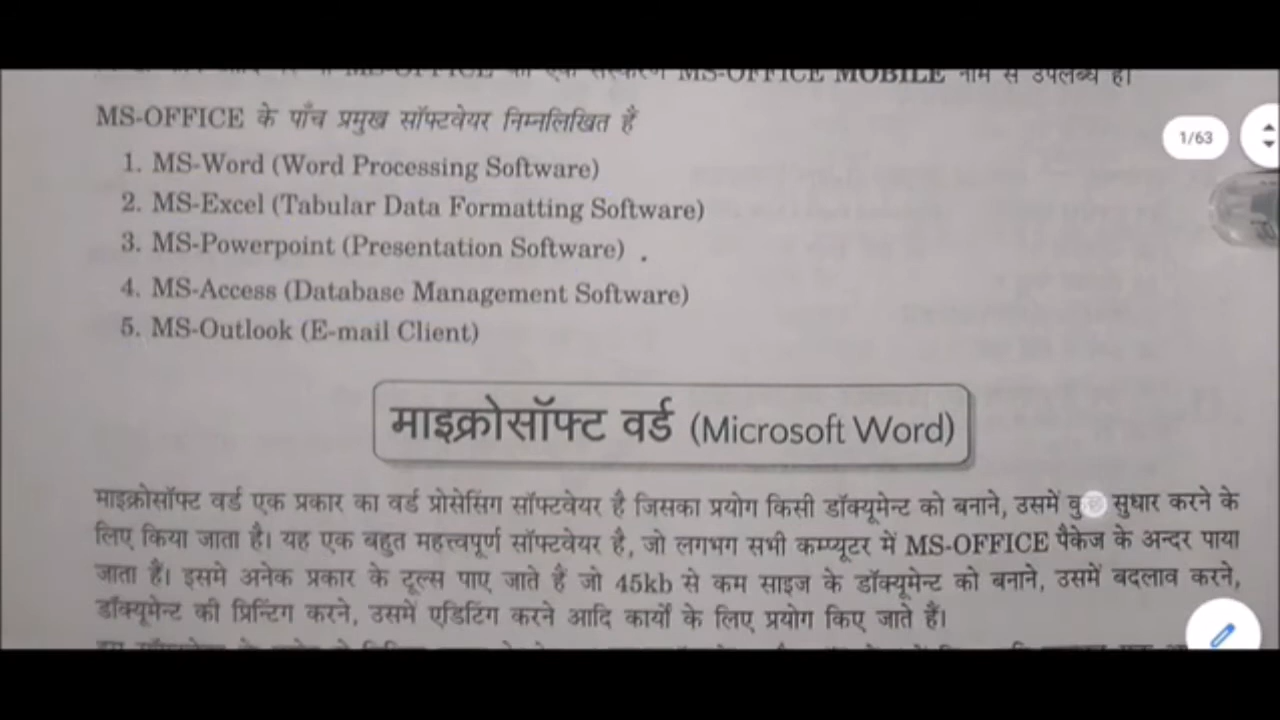 MS-OFFICE MOBILE नाम से उपलब्ध है।
MS-OFFICE के पाँच प्रमुख सॉफ्टवेयर निम्नलिखित हैं
1/63
1. MS-Word (Word Processing Software)
2. MS-Excel (Tabular Data Formatting Software)
3. MS-Powerpoint (Presentation Software)
4. MS-Access (Database Management Software)
5. MS-Outlook (E-mail Client)
माइक्रोसॉफ्ट वर्ड (Microsoft Word)
माइक्रोसॉफ्ट वर्ड एक प्रकार का वर्ड प्रोसेसिंग सॉफ्टवेयर है जिसका प्रयोग किसी डॉक्यूमेन्ट को बनाने, उसमें सुधार करने के
लिए किया जाता है। यह एक बहुत महत्त्वपूर्ण सॉफ्टवेयर है, जो लगभग सभी कम्प्यूटर में MS-OFFICE पैकेज के अन्दर पाया
जाता हैं। इसमे अनेक प्रकार के टूल्स पाए जाते हैं जो 45kb से कम साइज के डॉक्यूमेन्ट को बनाने, उसमें बदलाव करने,
डॉक्यूमेन्ट की प्रिन्टिंग करने, उसमें एडिटिंग करने आदि कार्यों के लिए प्रयोग किए जाते हैं।